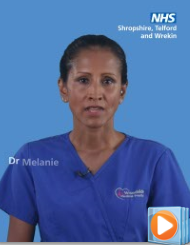 NHS
Shropshire, Telford
and Wrekin
Dr Melanie